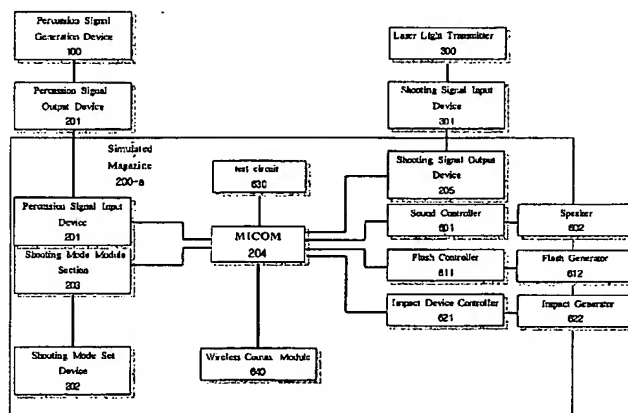 Percussion Signal
Generation Device
100
Laser Light Transmitter
300
Percussion Signal
Output Device
201
Shooting Signal Input
Device
301
Simulated
Magazine
200-a
test circuit
630
Shooting Signal Output
Device
205
Percussion Signal Input
Device
201
MICOM
204
Sound Controller
601
Speaker
602
Shooting Mode Module
Section
203
Flash Controller
611
Flash Generator
612
Impact Device Controller
621
Impact Generator
622
Shooting Mode Set
Device
202
Wireless Comm. Module
640